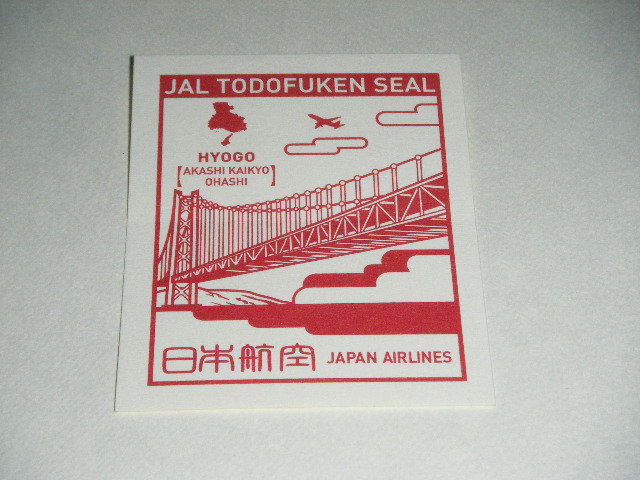 JAL TODOFUKEN SEAL
HYOGO
【AKASHI KAIKYO
OHASHI】
日本航空 JAPAN AIRLINES